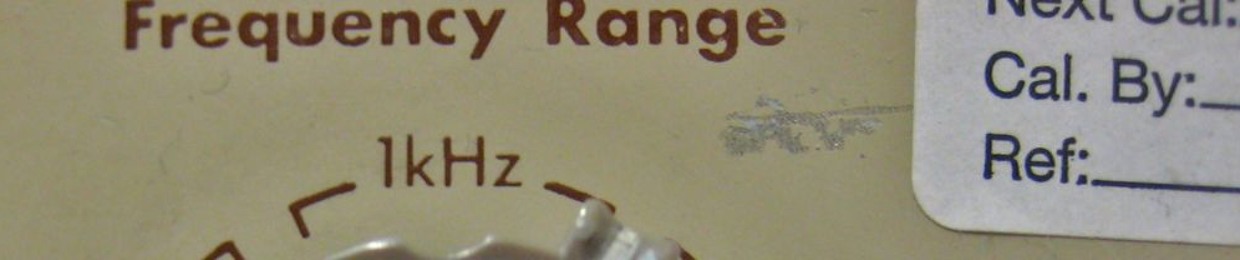 Frequency Range
1kHz
Next Cal:
Cal. By:
Ref: